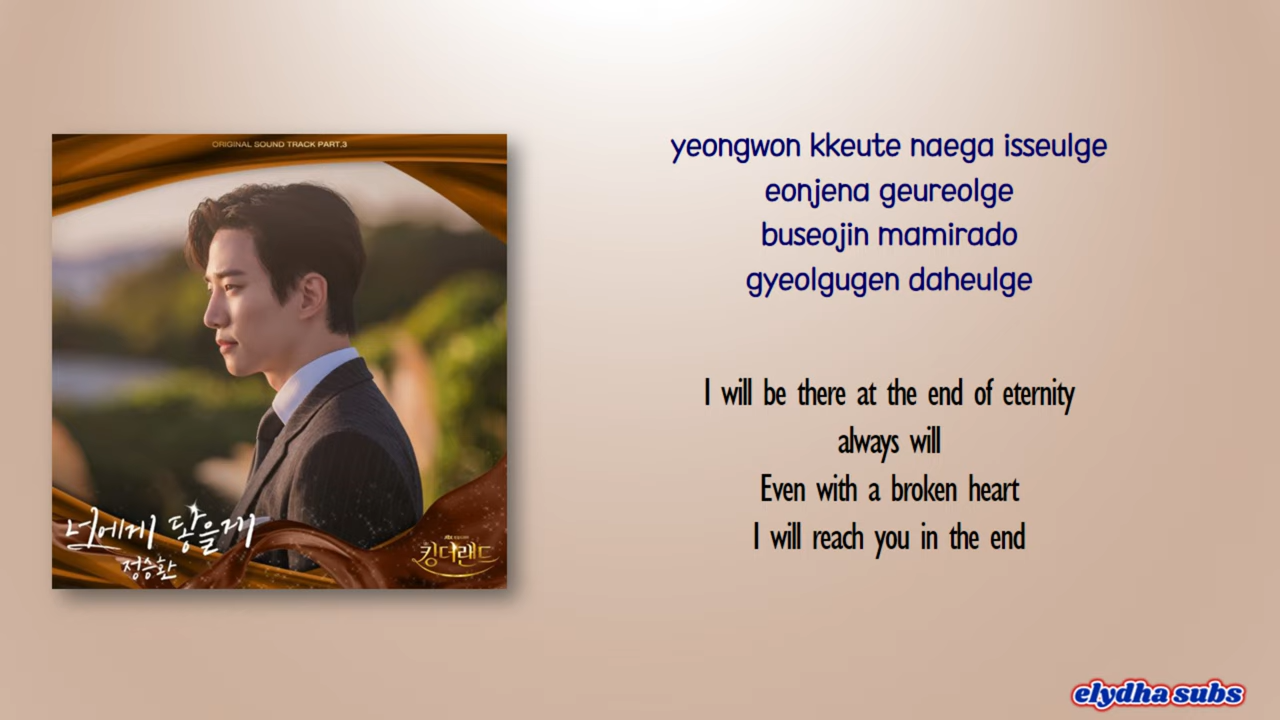 ORIGINAL SOUND TRACK PART.3
너에게 닿을게
정승환
킹더랜드
yeongwon kkeute naega isseulge
eonjena geureolge
buseojin mamirado
gyeolgugen daheulge
I will be there at the end of eternity
always will
Even with a broken heart
I will reach you in the end
elydha subs